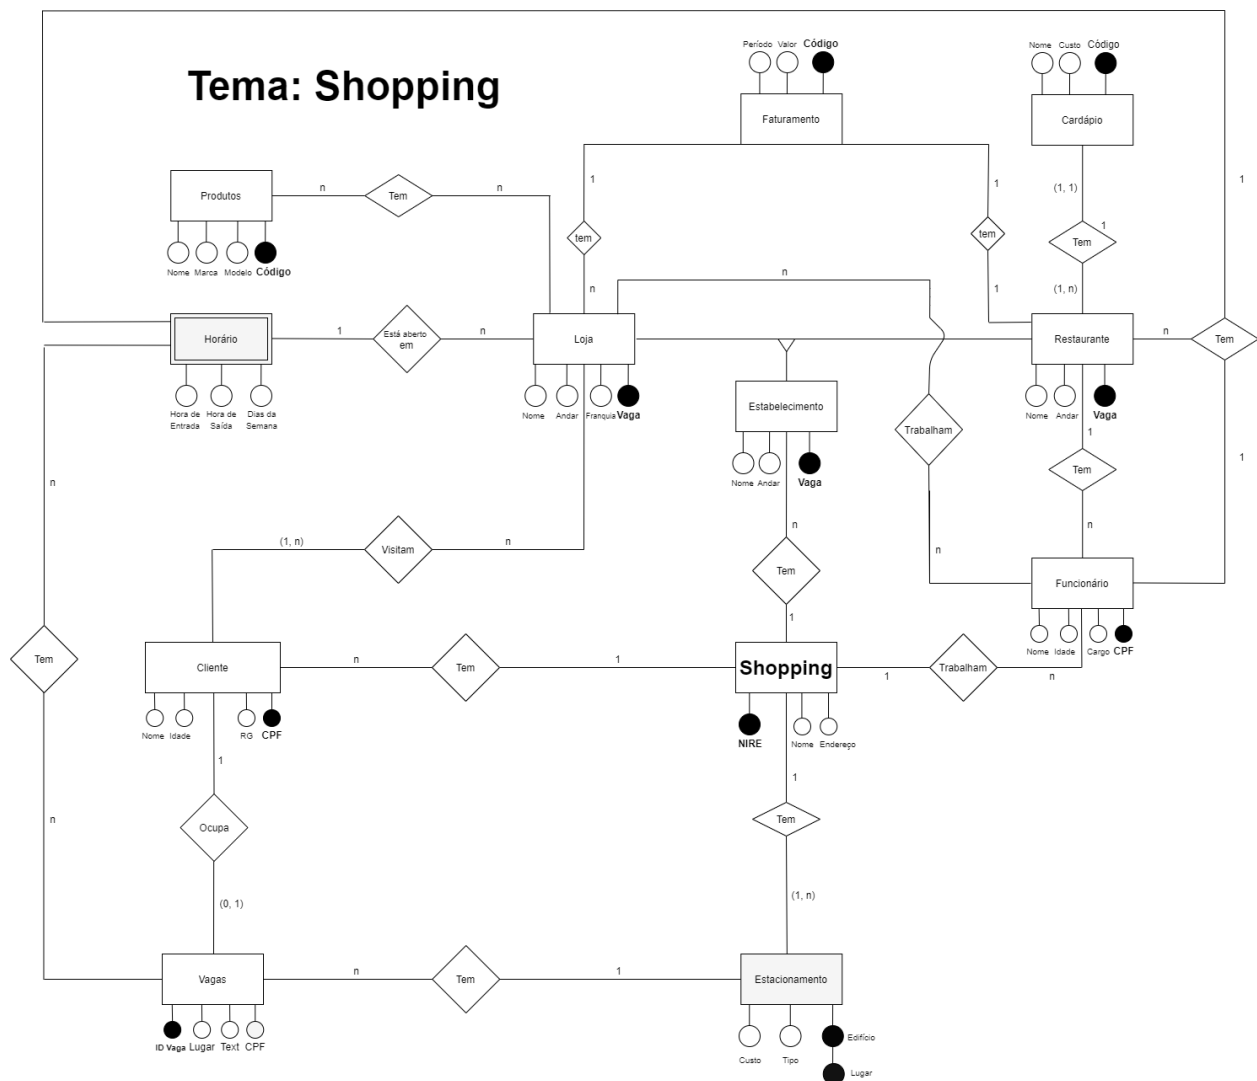 Tema: Shopping
Período Valor Código
Faturamento
Nome Custo Código
Cardápio
Produtos
n
Tem
n
1
1
(1, 1)
1
Nome Marca Modelo Código
tem
tem
1
Tem
n
n
1
(1, n)
Horário
1
Está aberto
em
n
Loja
Restaurante
n
Tem
Hora de
Entrada
Hora de
Saída
Dias da
Semana
Nome Andar Franquia Vaga
Estabelecimento
Nome Andar Vaga
Nome Andar Vaga
Trabalham
1
1
Tem
n
n
n
n
(1, n)
Visitam
n
n
Tem
Funcionário
1
Nome Idade Cargo CPF
Tem
Cliente
n
Tem
1
Shopping
1
Trabalham
n
Nome Idade RG CPF
NIRE Nome Endereço
1
1
n
Ocupa
Tem
(0, 1)
(1, n)
Vagas
n
Tem
1
Estacionamento
ID Vaga Lugar Text CPF
Custo Tipo Edifício
Lugar